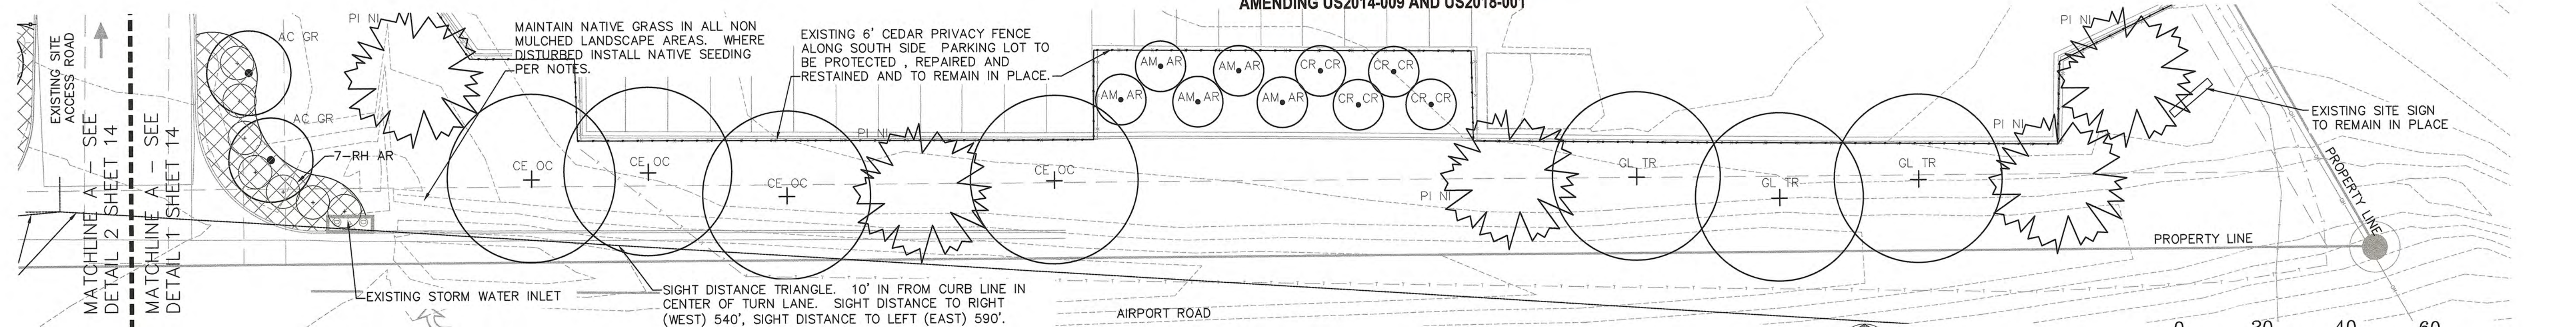 AMENDING US2014-009 AND US2018-001
EXISTING SITE
ACCESS ROAD
MATCHLINE A - SEE
DETAIL 2 SHEET 14
MATCHLINE A - SEE
DETAIL 1 SHEET 14
AC GR
AC GR
7-RH AR
EXISTING STORM WATER INLET
PI NI
MAINTAIN NATIVE GRASS IN ALL NON
MULCHED LANDSCAPE AREAS. WHERE
DISTURBED INSTALL NATIVE SEEDING
PER NOTES.
EXISTING 6' CEDAR PRIVACY FENCE
ALONG SOUTH SIDE PARKING LOT TO
BE PROTECTED , REPAIRED AND
RESTAINED AND TO REMAIN IN PLACE.
CE OC
CE OC
CE OC
PI NI
CE OC
AM AR
AM AR
CR CR
CR CR
AM AR
AM AR
AM AR
CR CR
CR CR
PI NI
GL TR
GL TR
GL TR
PI NI
PI NI
EXISTING SITE SIGN
TO REMAIN IN PLACE
PROPERTY LINE
PROPERTY LINE
SIGHT DISTANCE TRIANGLE. 10' IN FROM CURB LINE IN
CENTER OF TURN LANE. SIGHT DISTANCE TO RIGHT
(WEST) 540', SIGHT DISTANCE TO LEFT (EAST) 590'.
AIRPORT ROAD
0 20 40 60